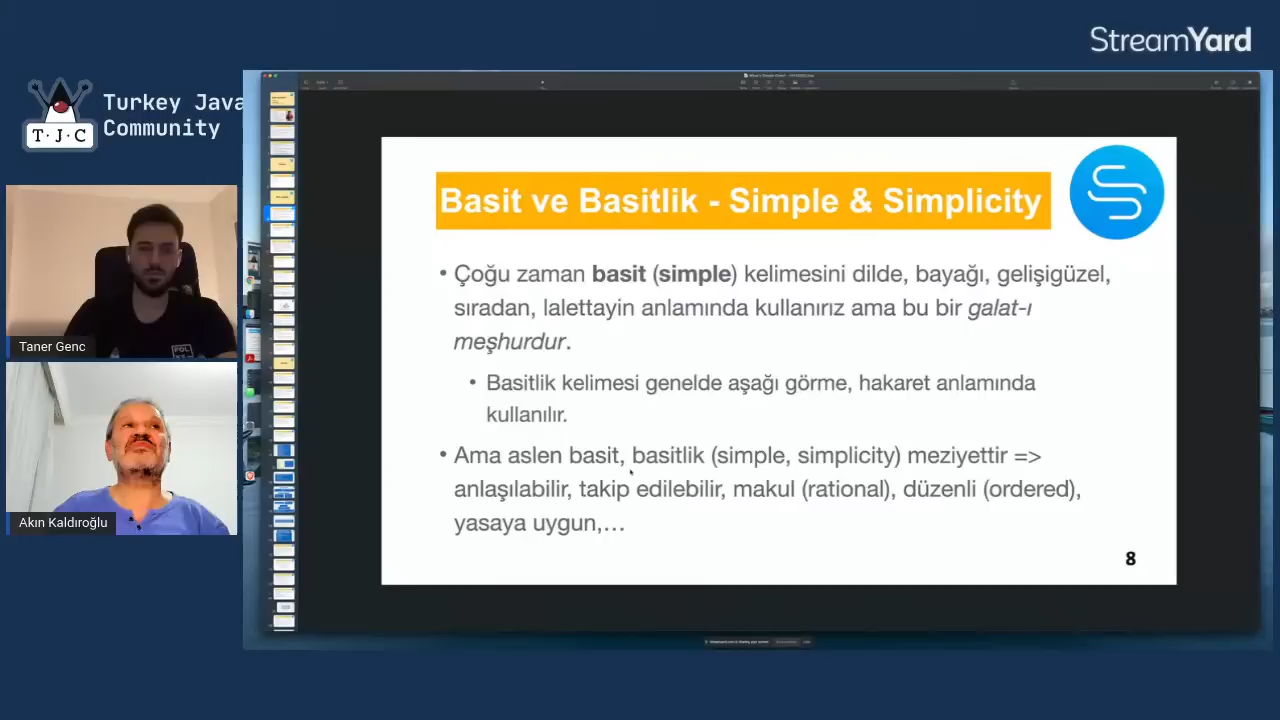 StreamYard
Turkey Java
Community
T·J·C
Taner Genc
Akın Kaldıroğlu
Basit ve Basitlik - Simple & Simplicity
• Çoğu zaman basit (simple) kelimesini dilde, bayağı, gelişigüzel,
sıradan, lalettayin anlamında kullanırız ama bu bir galat-ı
meşhurdur.
• Basitlik kelimesi genelde aşağı görme, hakaret anlamında
kullanılır.
• Ama aslen basit, basitlik (simple, simplicity) meziyettir =>
anlaşılabilir, takip edilebilir, makul (rational), düzenli (ordered),
yasaya uygun,…
8